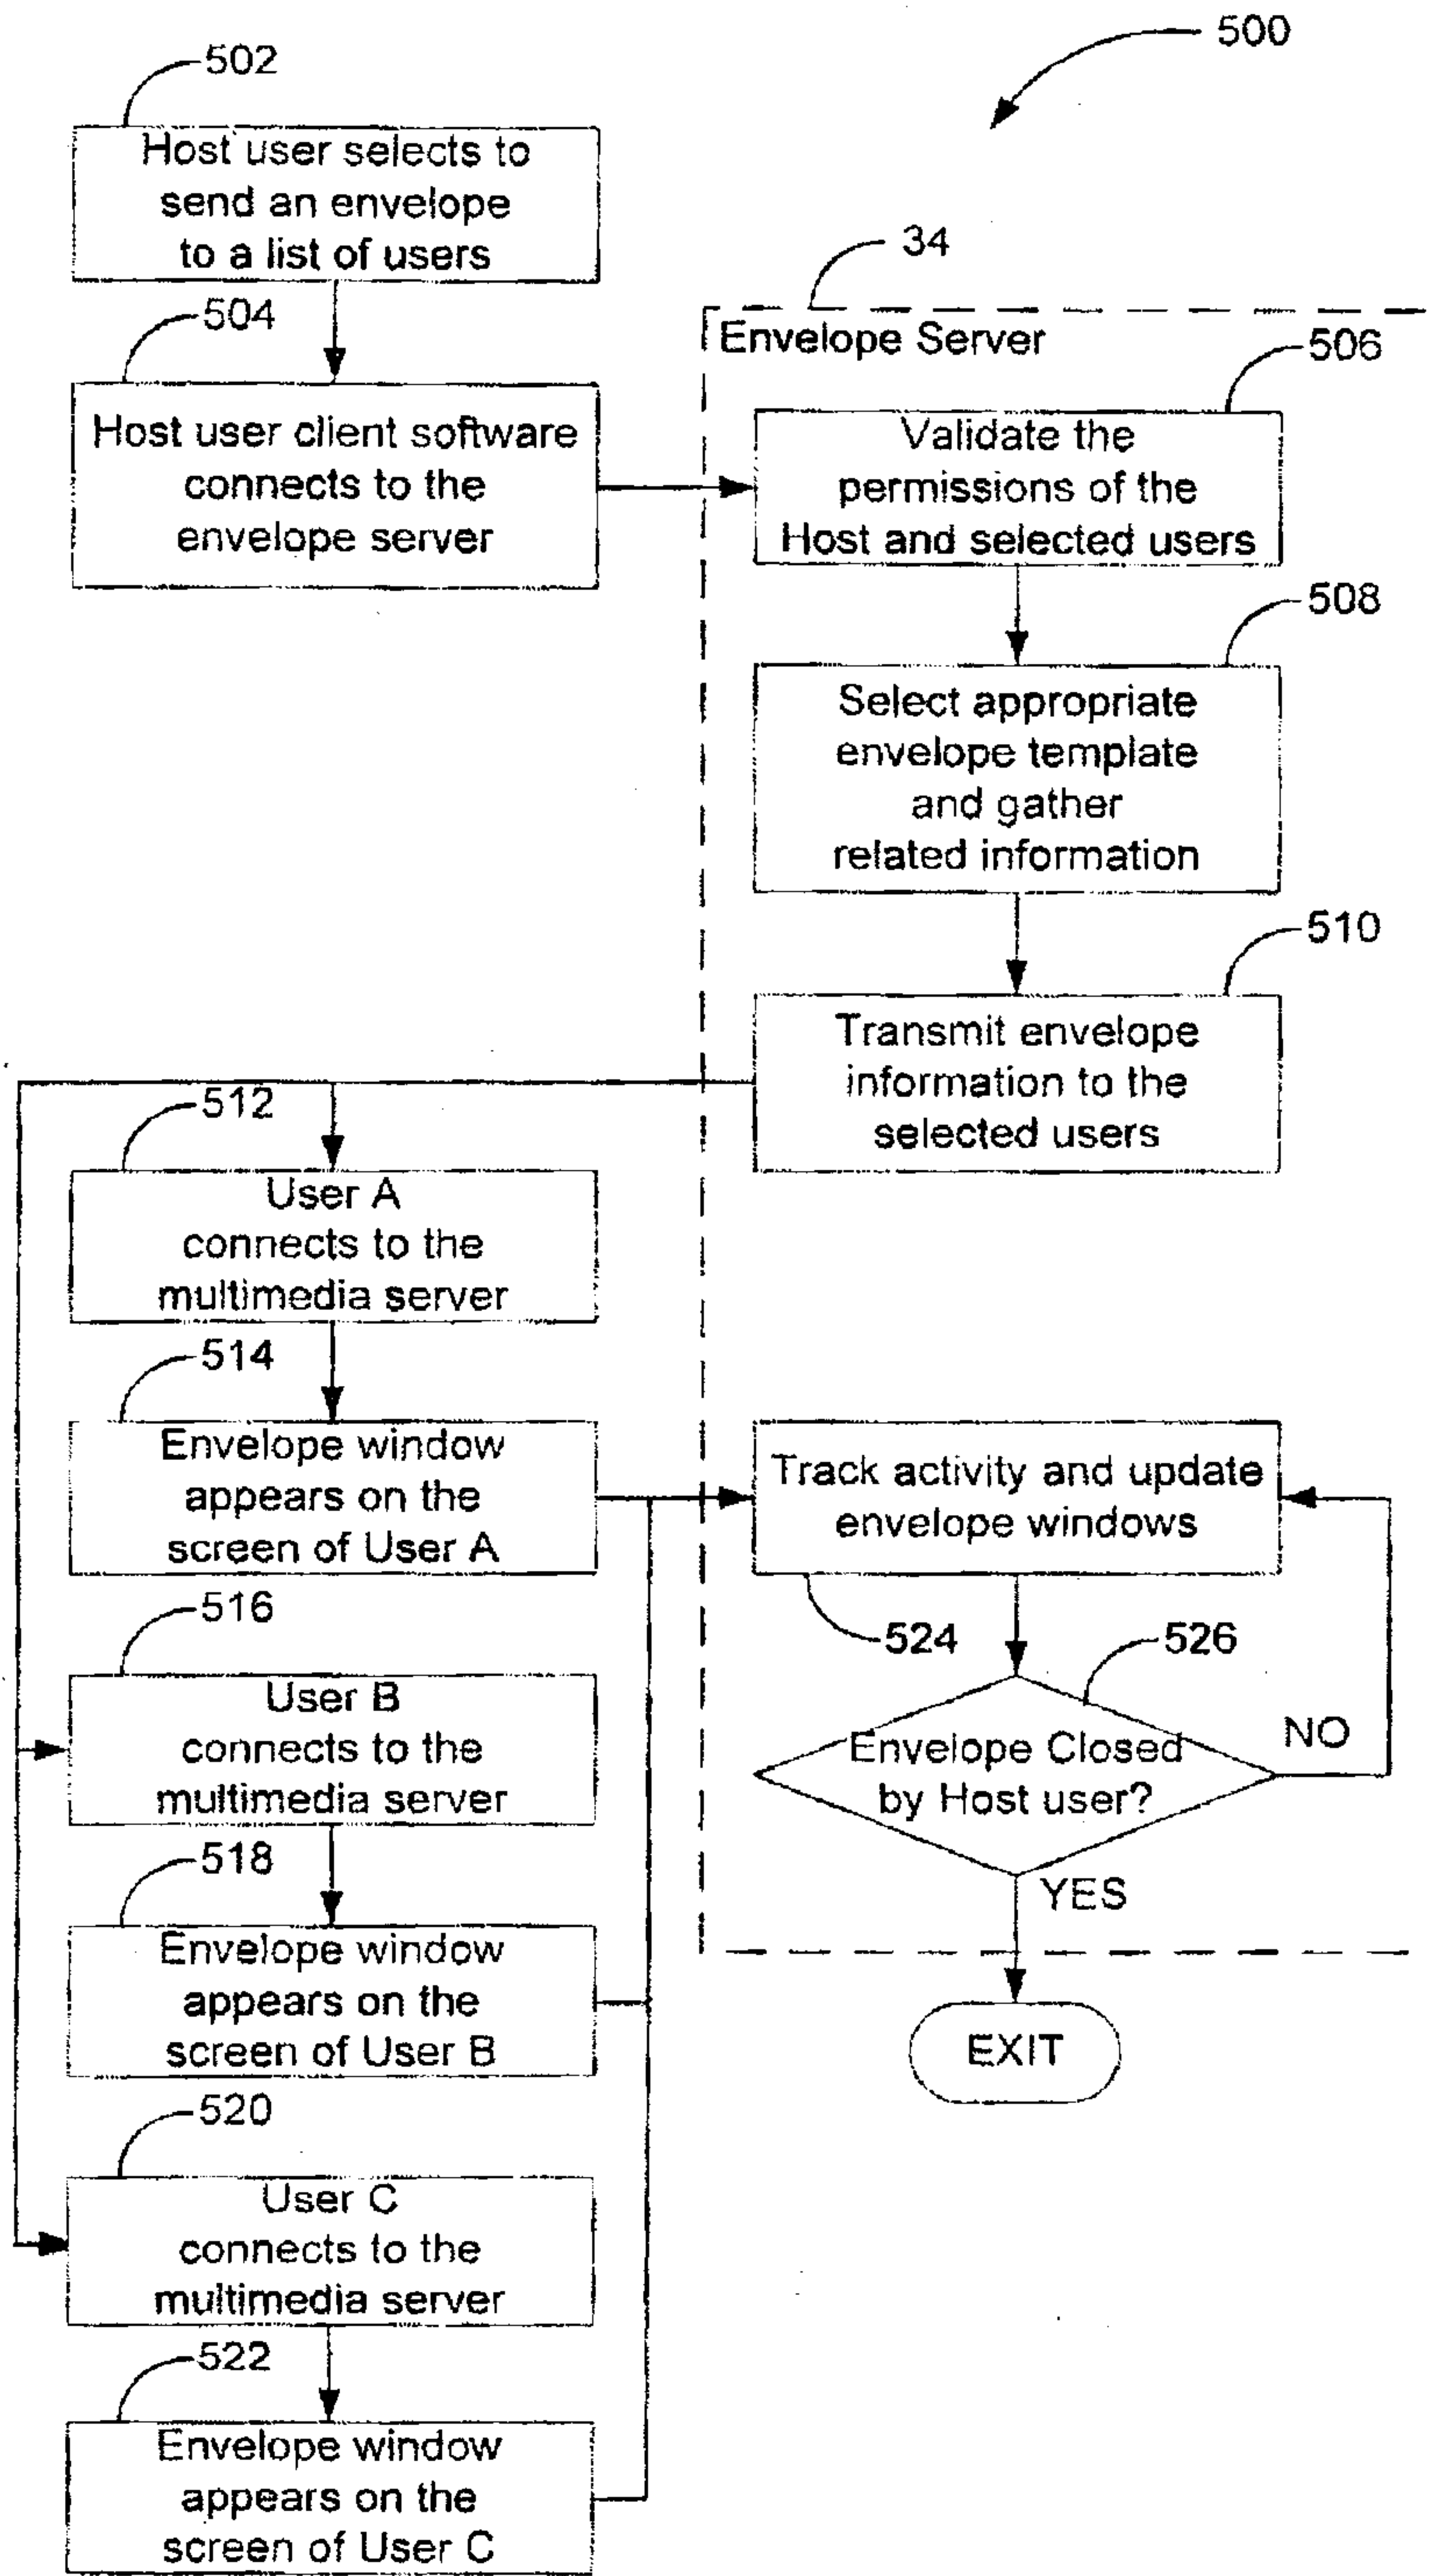 500
502
Host user selects to
send an envelope
to a list of users
504
Host user client software
connects to the
envelope server
34
Envelope Server
506
Validate the
permissions of the
Host and selected users
508
Select appropriate
envelope template
and gather
related information
510
Transmit envelope
information to the
selected users
512
User A
connects to the
multimedia server
514
Envelope window
appears on the
screen of User A
516
User B
connects to the
multimedia server
518
Envelope window
appears on the
screen of User B
520
User C
connects to the
multimedia server
522
Envelope window
appears on the
screen of User C
Track activity and update
envelope windows
524
526
Envelope Closed
by Host user?
NO
YES
EXIT